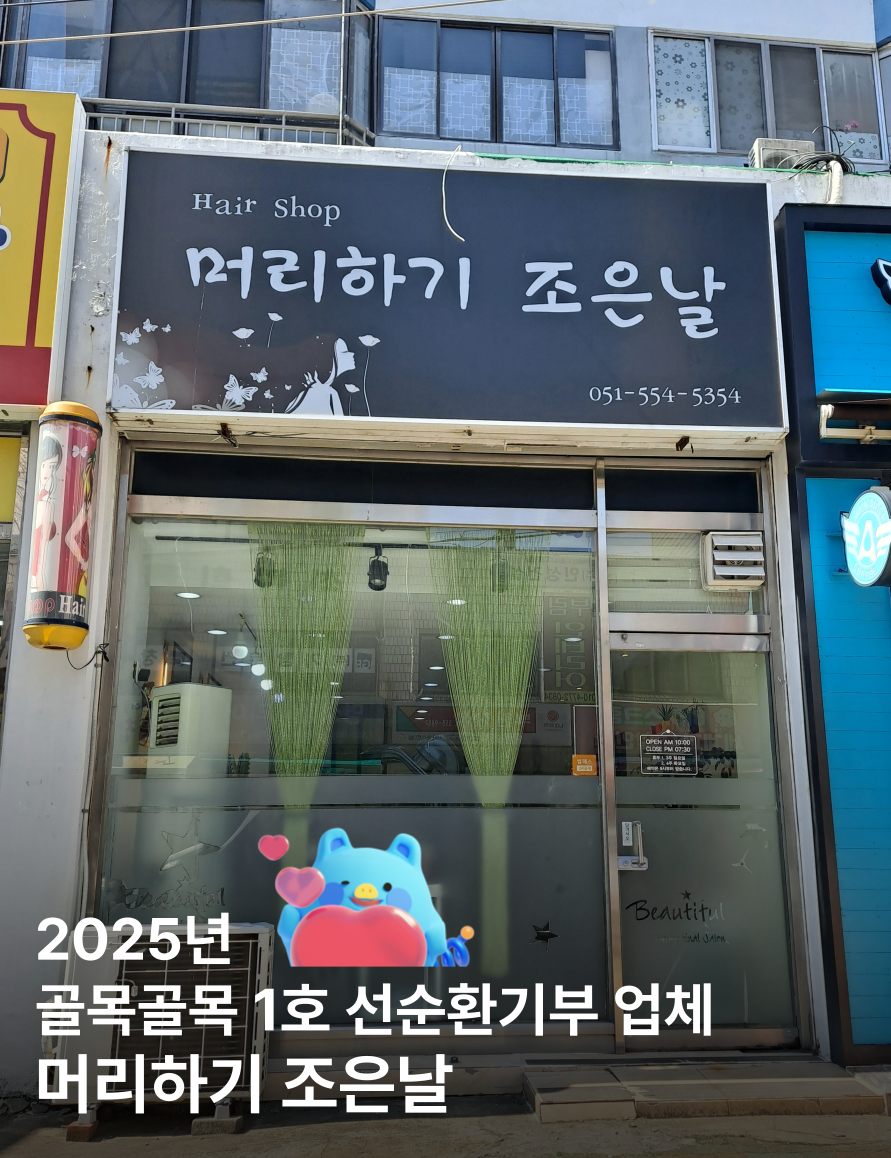 Hair Shop
머리하기 조은날
051-554-5354
Hair
OPEN AM 10:00
CLOSE PM 07:30
Beautiful
2025년
골목골목 1호 선순환기부 업체
머리하기 조은날